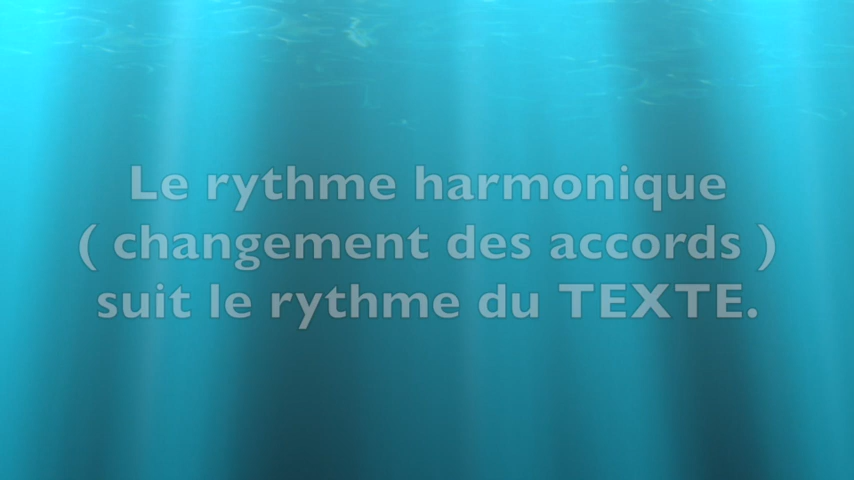 Le rythme harmonique
( changement des accords )
suit le rythme du TEXTE.